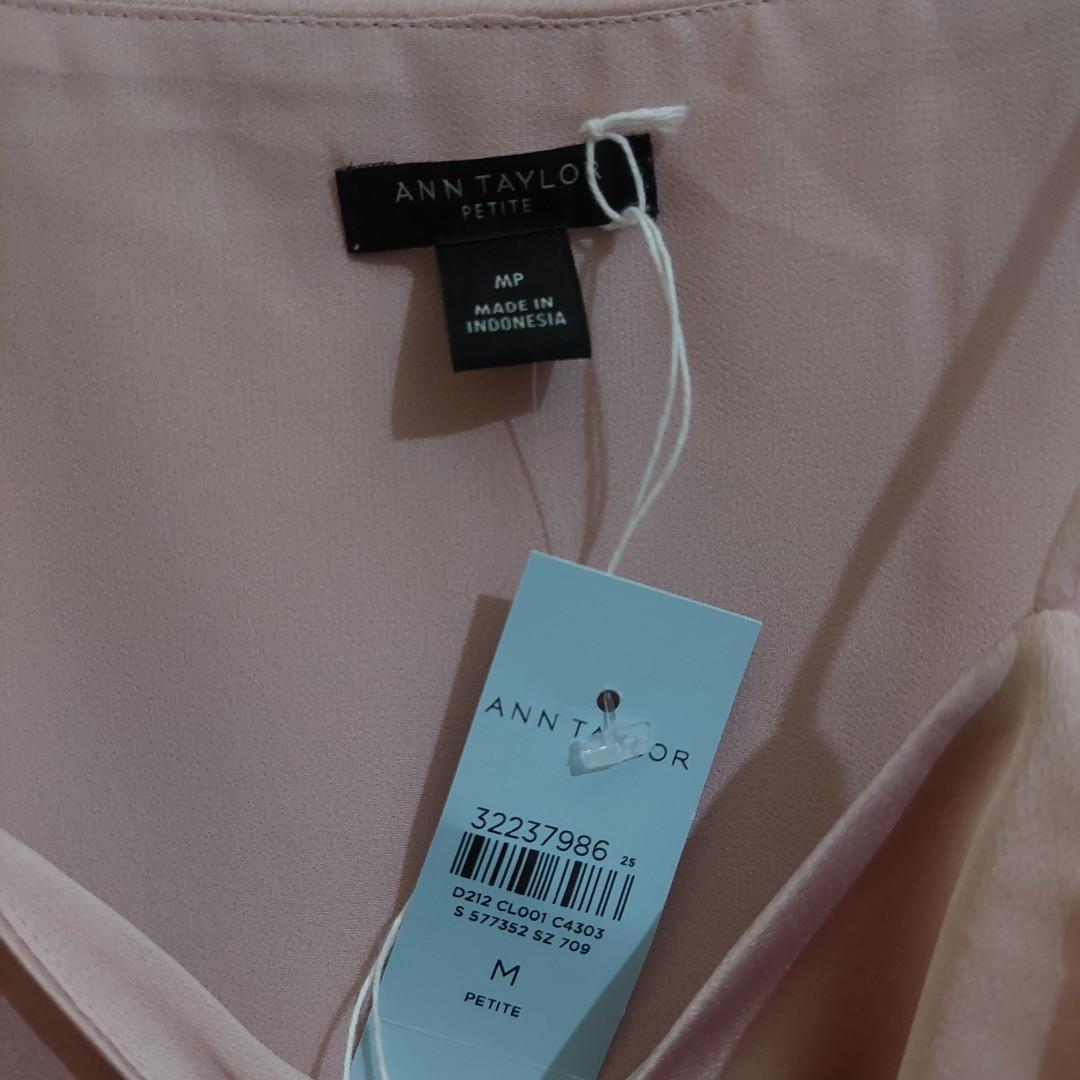 ANN TAYLOR
PETITE
MP
MADE IN
INDONESIA
ANN TAYLOR
32237986 25
D212 CL001 C4303
S 577352 SZ 709
M
PETITE